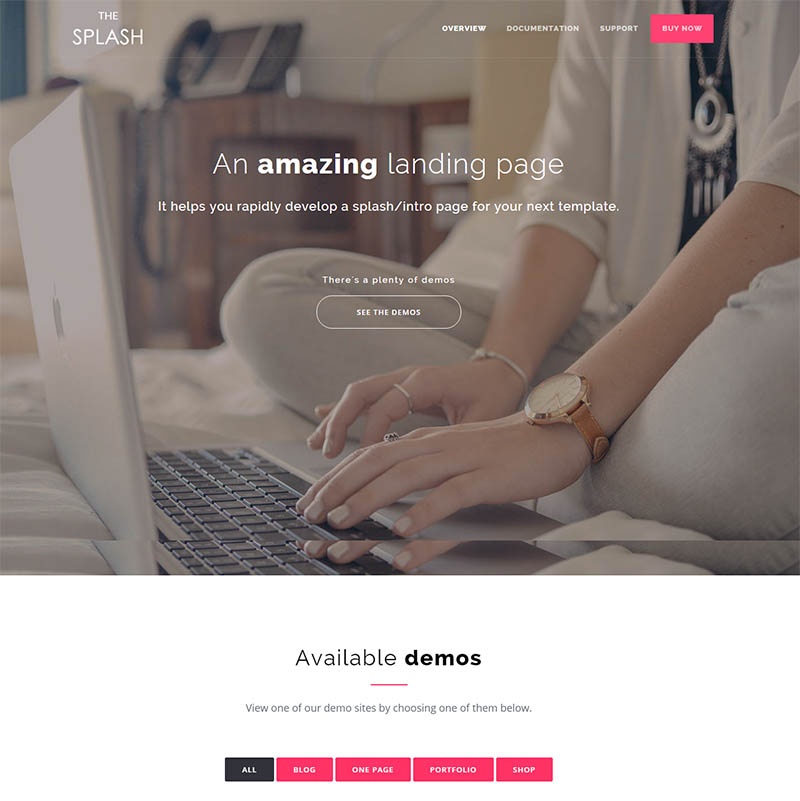 THE
SPLASH
OVERVIEW DOCUMENTATION SUPPORT BUY NOW
An amazing landing page
It helps you rapidly develop a splash/intro page for your next template.
There's a plenty of demos
SEE THE DEMOS
Available demos
View one of our demo sites by choosing one of them below.
ALL BLOG ONE PAGE PORTFOLIO SHOP